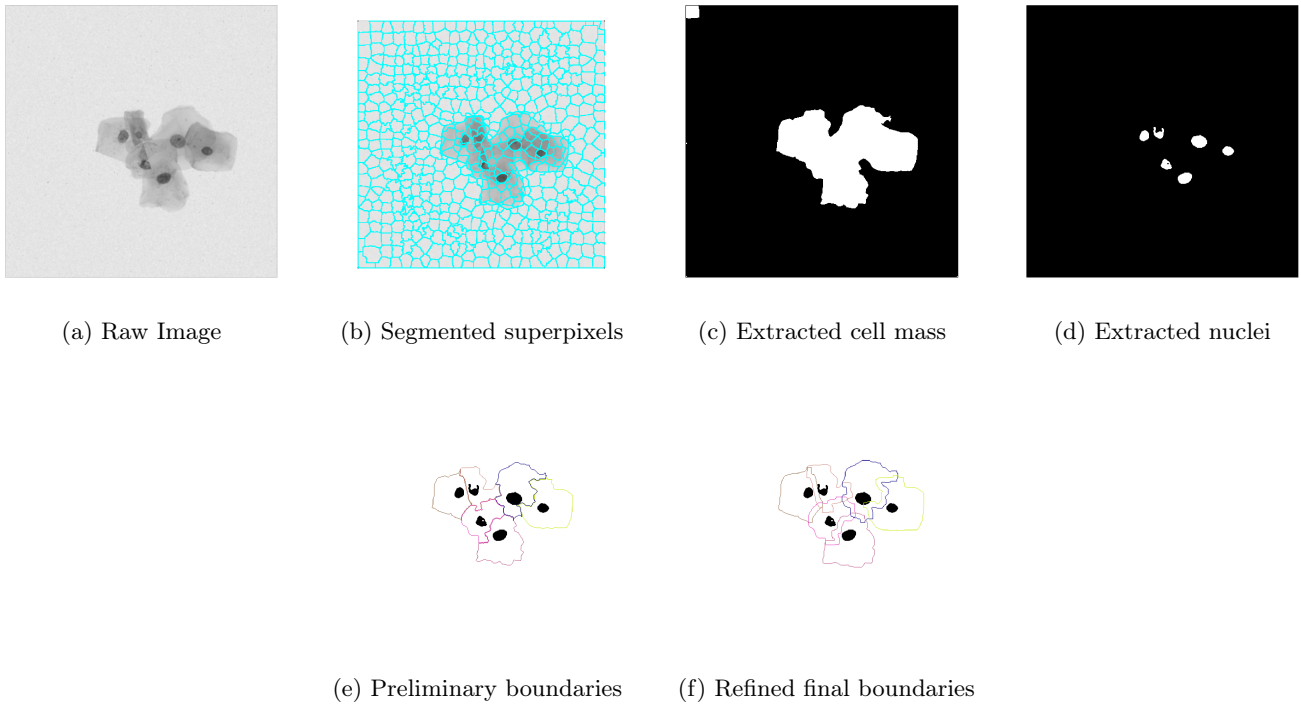 (a) Raw Image
(b) Segmented superpixels
(c) Extracted cell mass
(d) Extracted nuclei
(e) Preliminary boundaries
(f) Refined final boundaries